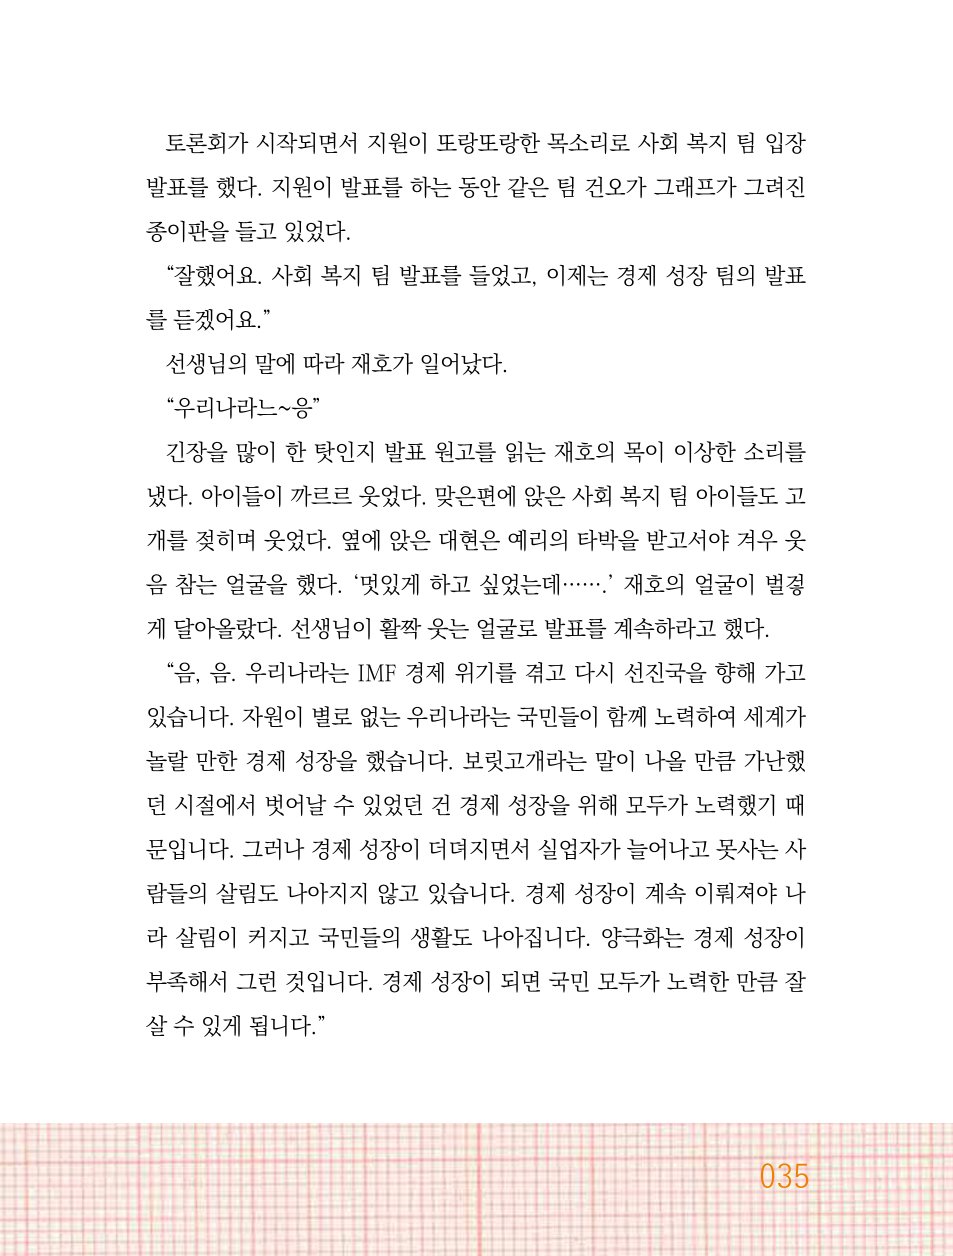 토론회가 시작되면서 지원이 또랑또랑한 목소리로 사회 복지 팀 입장
발표를 했다. 지원이 발표를 하는 동안 같은 팀 건오가 그래프가 그려진
종이판을 들고 있었다.
“잘했어요. 사회 복지 팀 발표를 들었고, 이제는 경제 성장 팀의 발표
를 듣겠어요.”
선생님의 말에 따라 재호가 일어났다.
“우리나라느~응”
긴장을 많이 한 탓인지 발표 원고를 읽는 재호의 목이 이상한 소리를
냈다. 아이들이 까르르 웃었다. 맞은편에 앉은 사회 복지 팀 아이들도 고
개를 젖히며 웃었다. 옆에 앉은 대현은 예리의 타박을 받고서야 겨우 웃
음 참는 얼굴을 했다. ‘멋있게 하고 싶었는데…….’ 재호의 얼굴이 벌겋
게 달아올랐다. 선생님이 활짝 웃는 얼굴로 발표를 계속하라고 했다.
“음, 음. 우리나라는 IMF 경제 위기를 겪고 다시 선진국을 향해 가고
있습니다. 자원이 별로 없는 우리나라는 국민들이 함께 노력하여 세계가
놀랄 만한 경제 성장을 했습니다. 보릿고개라는 말이 나올 만큼 가난했
던 시절에서 벗어날 수 있었던 건 경제 성장을 위해 모두가 노력했기 때
문입니다. 그러나 경제 성장이 더뎌지면서 실업자가 늘어나고 못사는 사
람들의 살림도 나아지지 않고 있습니다. 경제 성장이 계속 이뤄져야 나
라 살림이 커지고 국민들의 생활도 나아집니다. 양극화는 경제 성장이
부족해서 그런 것입니다. 경제 성장이 되면 국민 모두가 노력한 만큼 잘
살 수 있게 됩니다.”
035